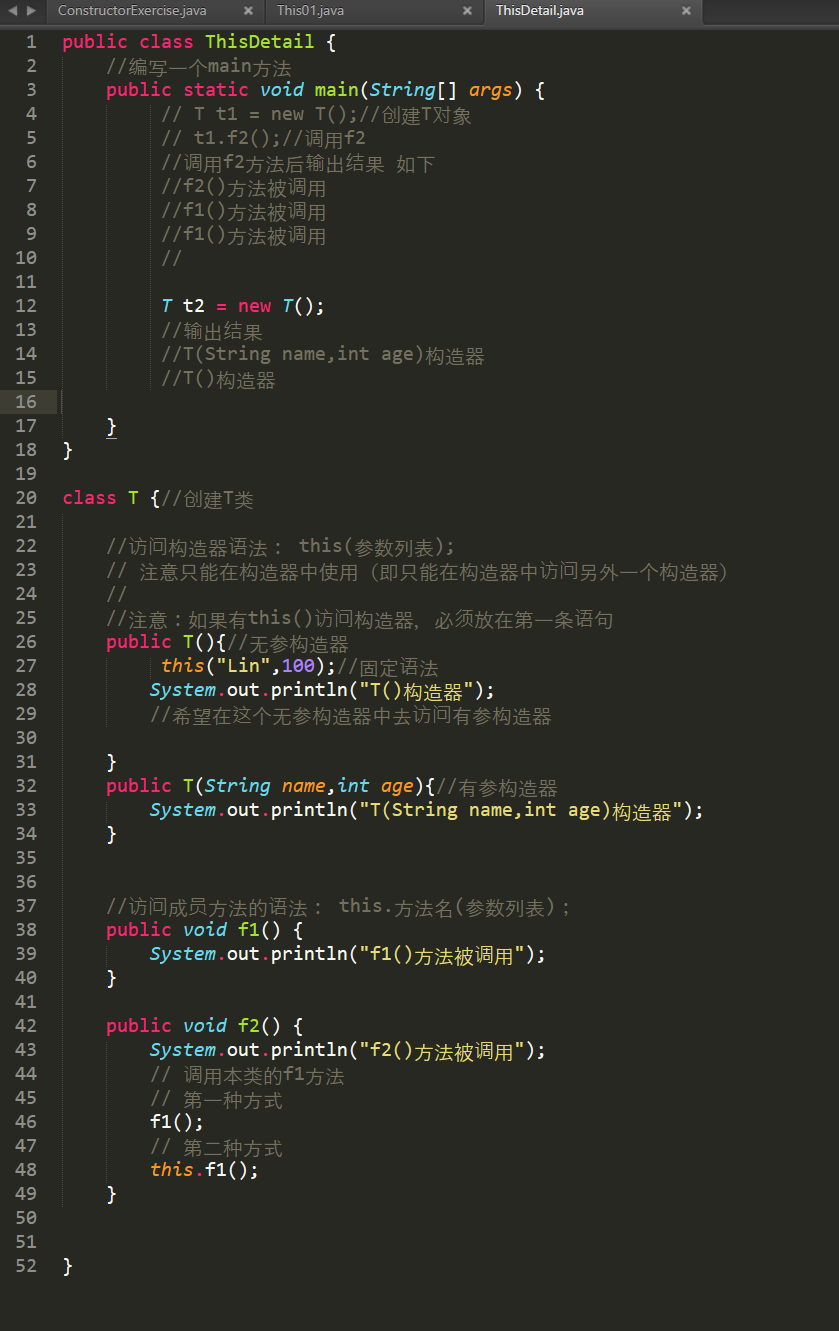 ConstructorExercise.java
This01.java
ThisDetail.java
1 public class ThisDetail {
2 //编写一个main方法
3 public static void main(String[] args) {
4 // T t1 = new T();//创建T对象
5 // t1.f2();//调用f2
6 //调用f2方法后输出结果 如下
7 //f2()方法被调用
8 //f1()方法被调用
9 //f1()方法被调用
10 //
11
12 T t2 = new T();
13 //输出结果
14 //T(String name,int age)构造器
15 //T()构造器
16
17 }
18 }
19
20 class T {//创建T类
21
22 //访问构造器语法： this(参数列表);
23 // 注意只能在构造器中使用（即只能在构造器中访问另外一个构造器）
24 //
25 //注意：如果有this()访问构造器，必须放在第一条语句
26 public T(){//无参构造器
27 this("Lin",100);//固定语法
28 System.out.println("T()构造器");
29 //希望在这个无参构造器中去访问有参构造器
30
31 }
32 public T(String name,int age){//有参构造器
33 System.out.println("T(String name,int age)构造器");
34 }
35
36
37 //访问成员方法的语法： this.方法名(参数列表)；
38 public void f1() {
39 System.out.println("f1()方法被调用");
40 }
41
42 public void f2() {
43 System.out.println("f2()方法被调用");
44 // 调用本类的f1方法
45 // 第一种方式
46 f1();
47 // 第二种方式
48 this.f1();
49 }
50
51
52 }